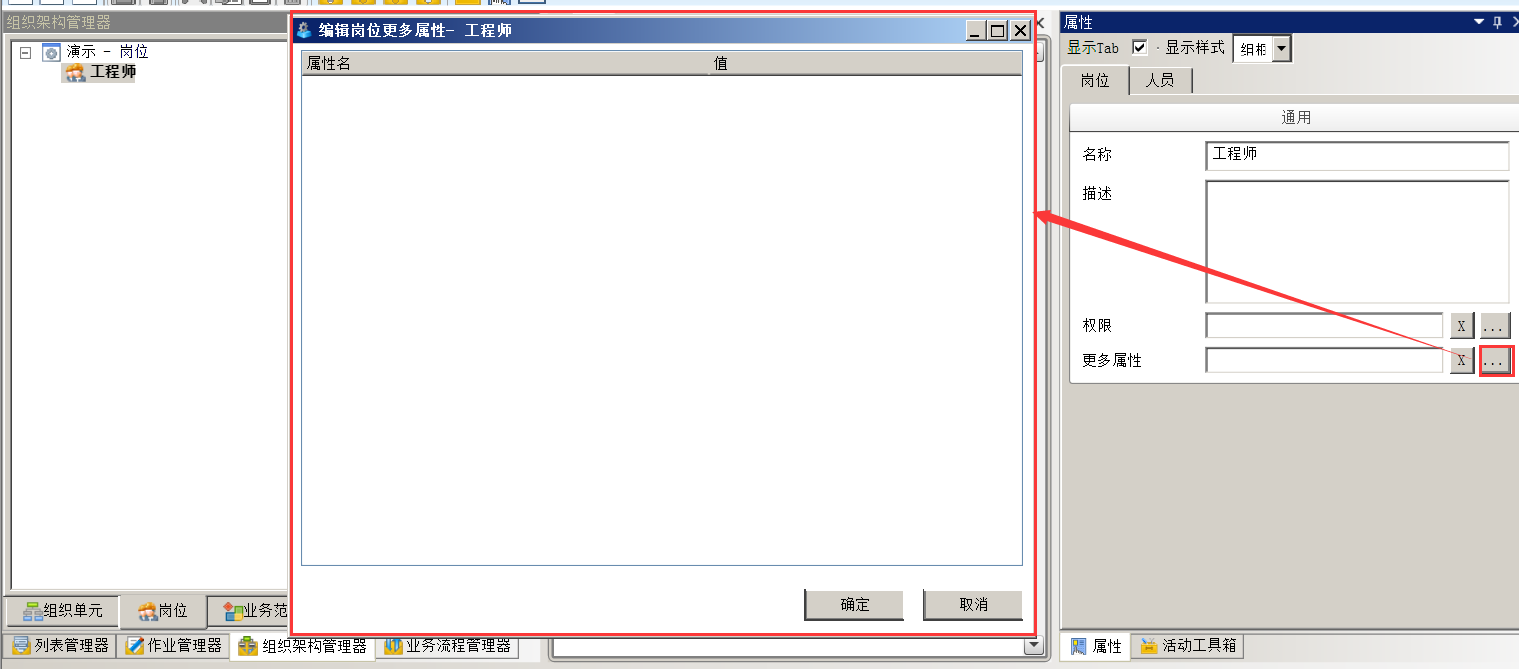 组织架构管理器
演示 - 岗位
工程师
组织单元
岗位
业务范
列表管理器
作业管理器
组织架构管理器
业务流程管理器
编辑岗位更多属性- 工程师
属性名 值
确定 取消
属性
显示Tab · 显示样式
岗位 人员
通用
名称 工程师
描述
权限 X ...
更多属性 X ...
属性 活动工具箱